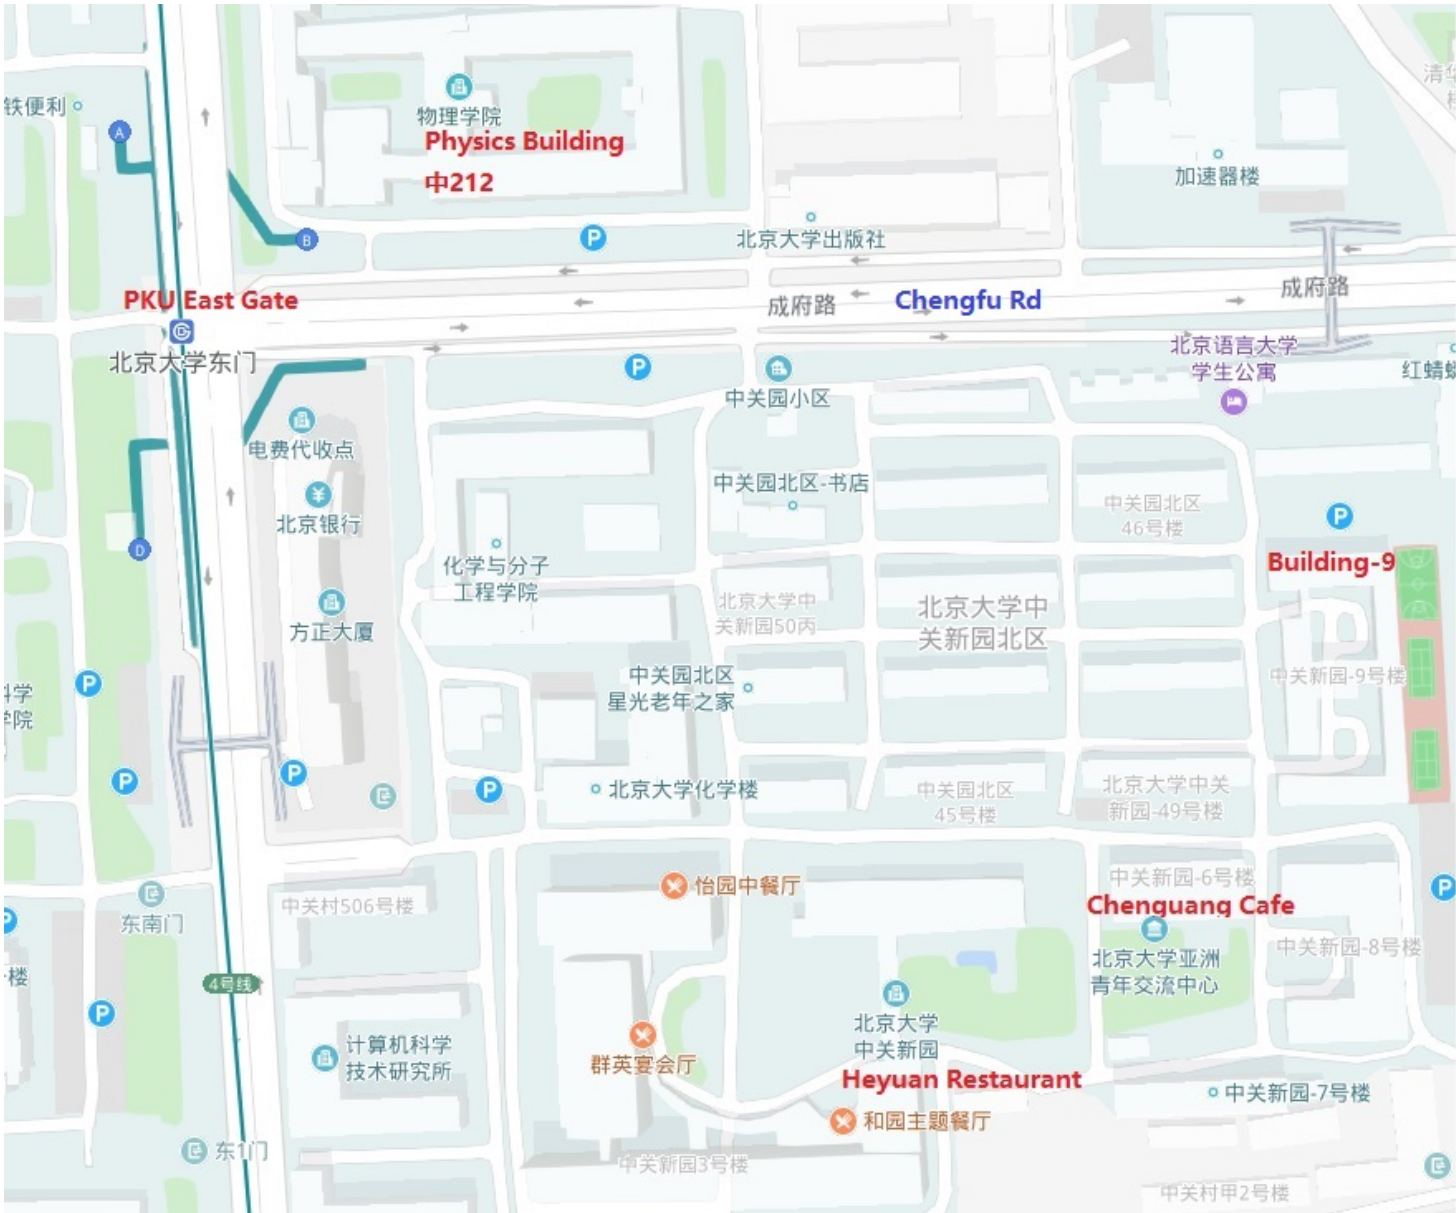 铁便利
A
物理学院
Physics Building
中212
B
P
北京大学出版社
加速器楼
PKU East Gate
北京大学东门
成府路
Chengfu Rd
成府路
P
中关园小区
北京语言大学
学生公寓
电费代收点
中关园北区-书店
北京银行
中关园北区
46号楼
P
D
化学与分子
工程学院
方正大厦
北京大学中
关新园50丙
北京大学中
关新园北区
Building-9
中关新园-9号楼
P
中关园北区
星光老年之家
P
P
P
北京大学化学楼
中关园北区
45号楼
北京大学中关
新园-49号楼
东南门
中关村506号楼
怡园中餐厅
中关新园-6号楼
Chenguang Cafe
P
P
北京大学亚洲
青年交流中心
中关新园-8号楼
4号线
P
计算机科学
技术研究所
群英宴会厅
北京大学
中关新园
Heyuan Restaurant
和园主题餐厅
中关新园-7号楼
东1门
中关新园3号楼
中关村甲2号楼